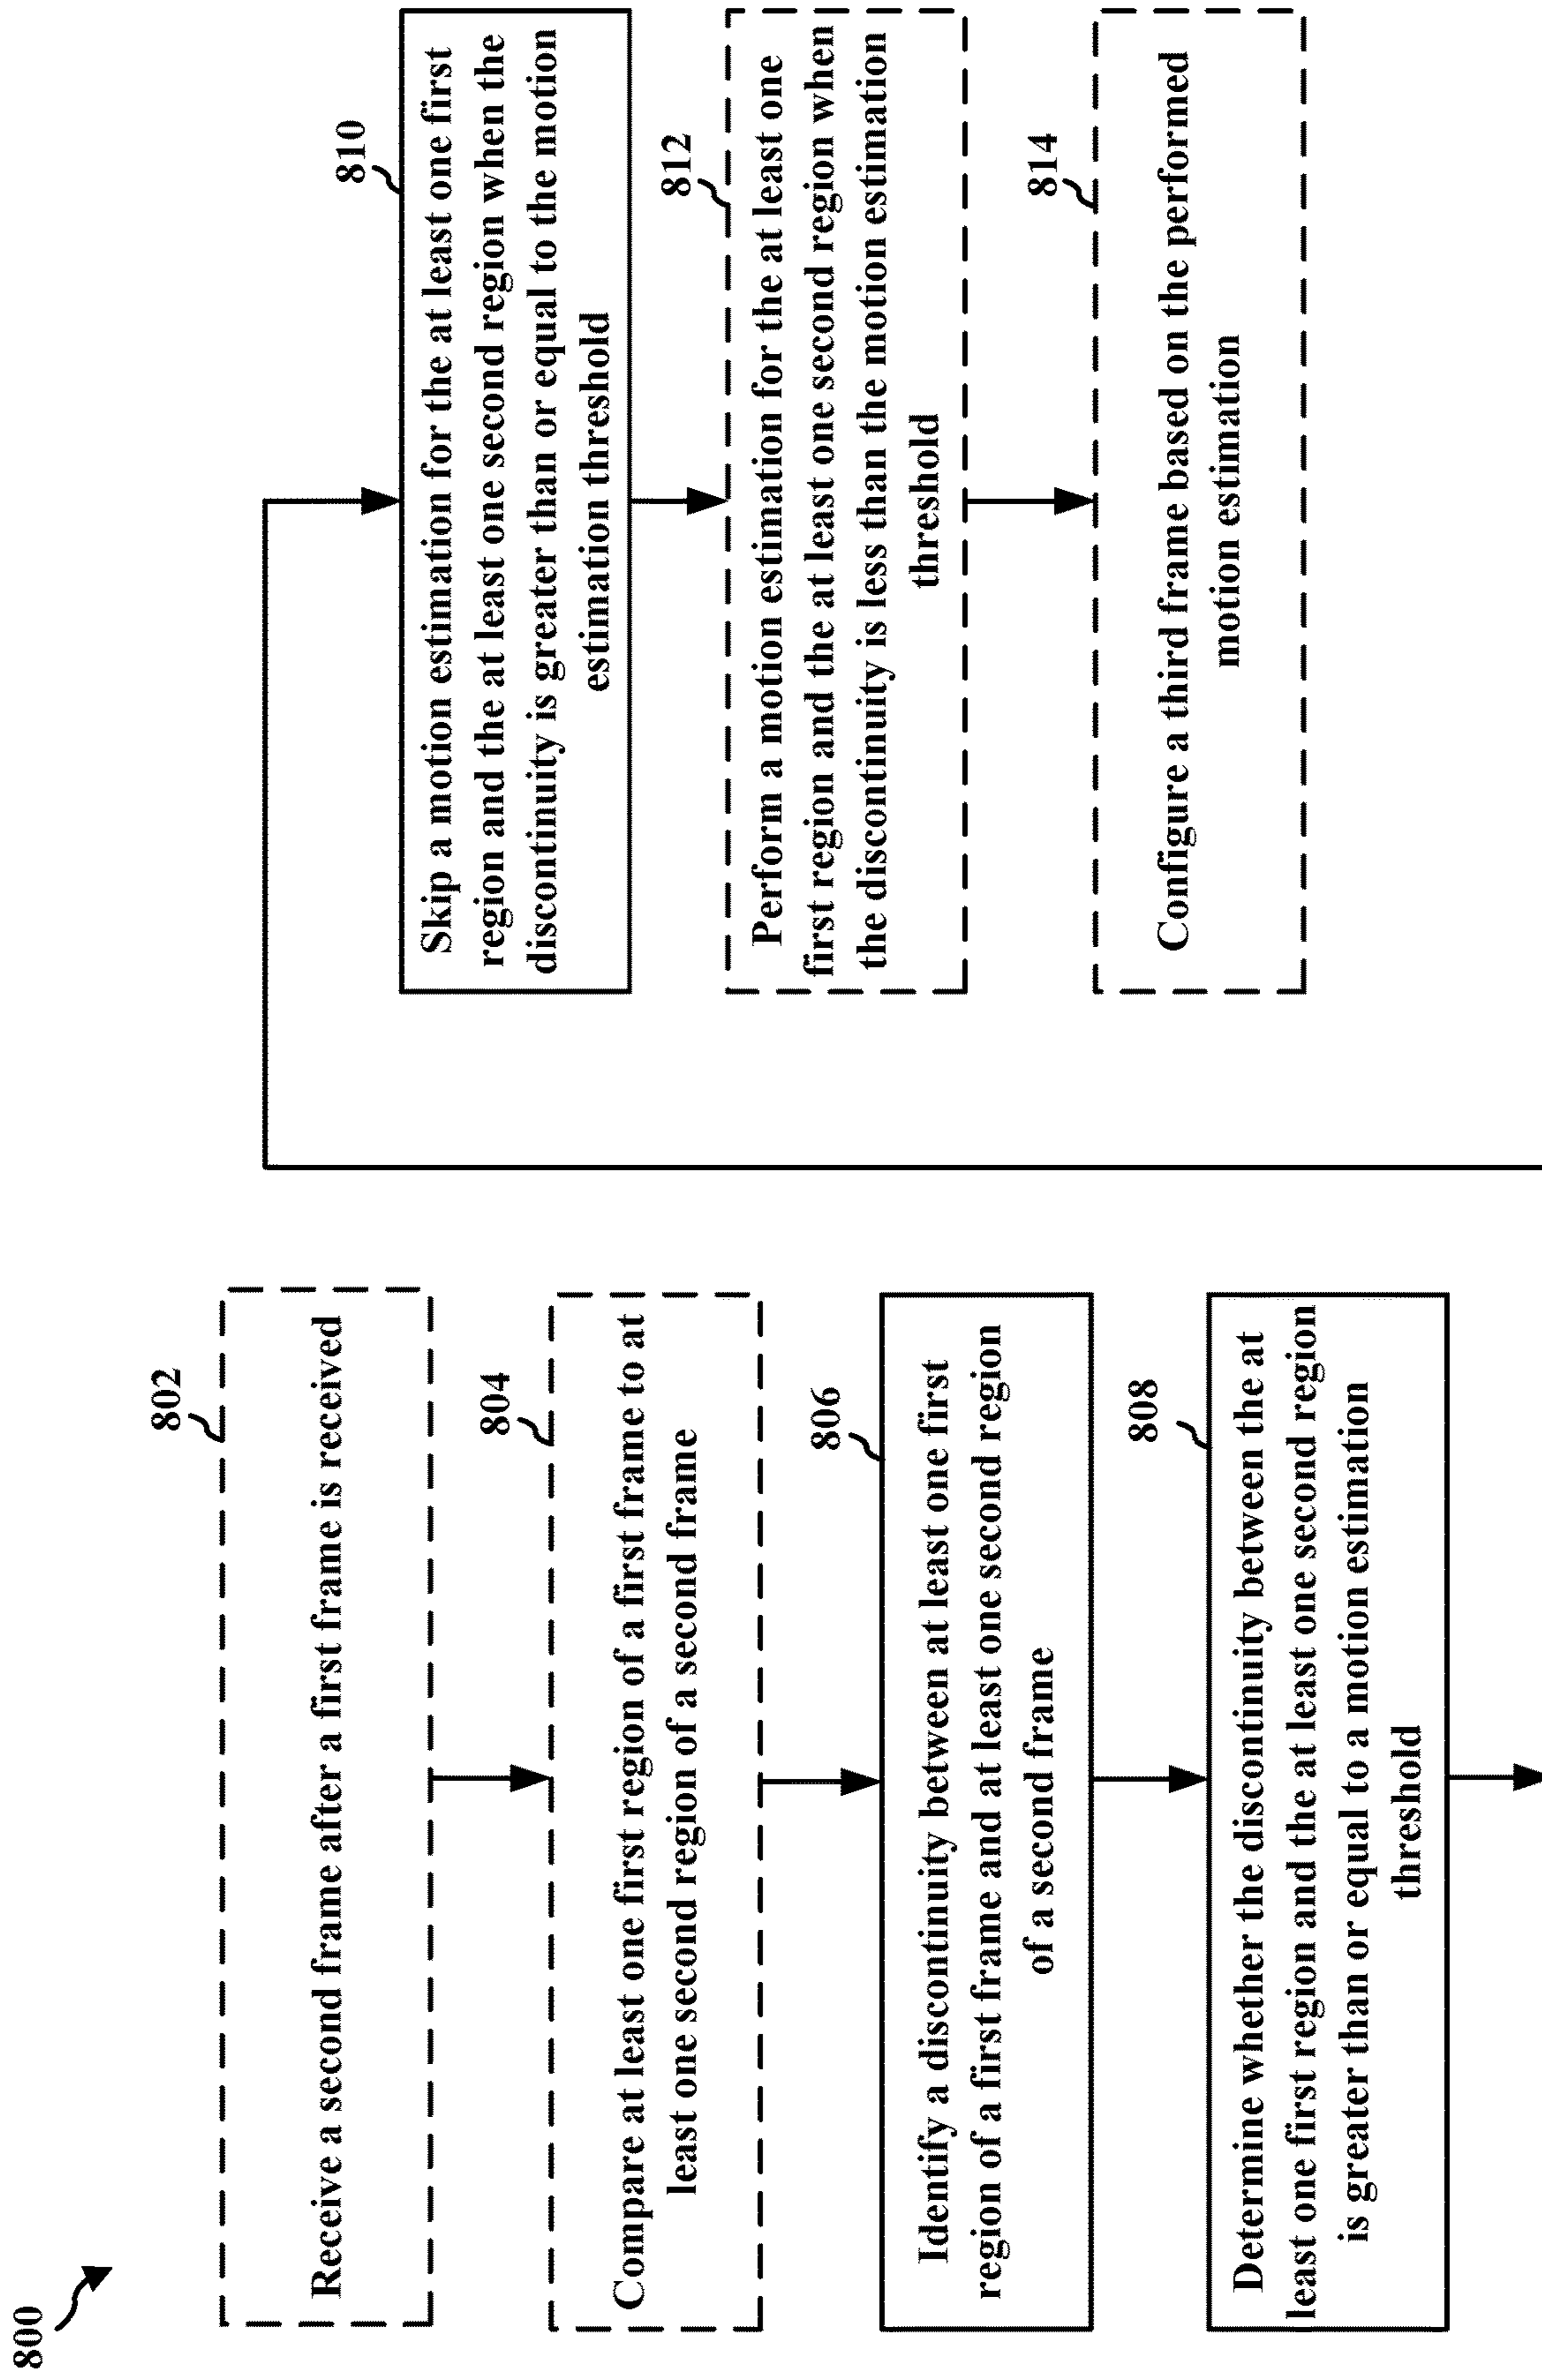 800
802
Receive a second frame after a first frame is received
804
Compare at least one first region of a first frame to at
least one second region of a second frame
806
Identify a discontinuity between at least one first
region of a first frame and at least one second region
of a second frame
808
Determine whether the discontinuity between the at
least one first region and the at least one second region
is greater than or equal to a motion estimation
threshold
810
Skip a motion estimation for the at least one first
region and the at least one second region when the
discontinuity is greater than or equal to the motion
estimation threshold
812
Perform a motion estimation for the at least one
first region and the at least one second region when
the discontinuity is less than the motion estimation
threshold
814
Configure a third frame based on the performed
motion estimation